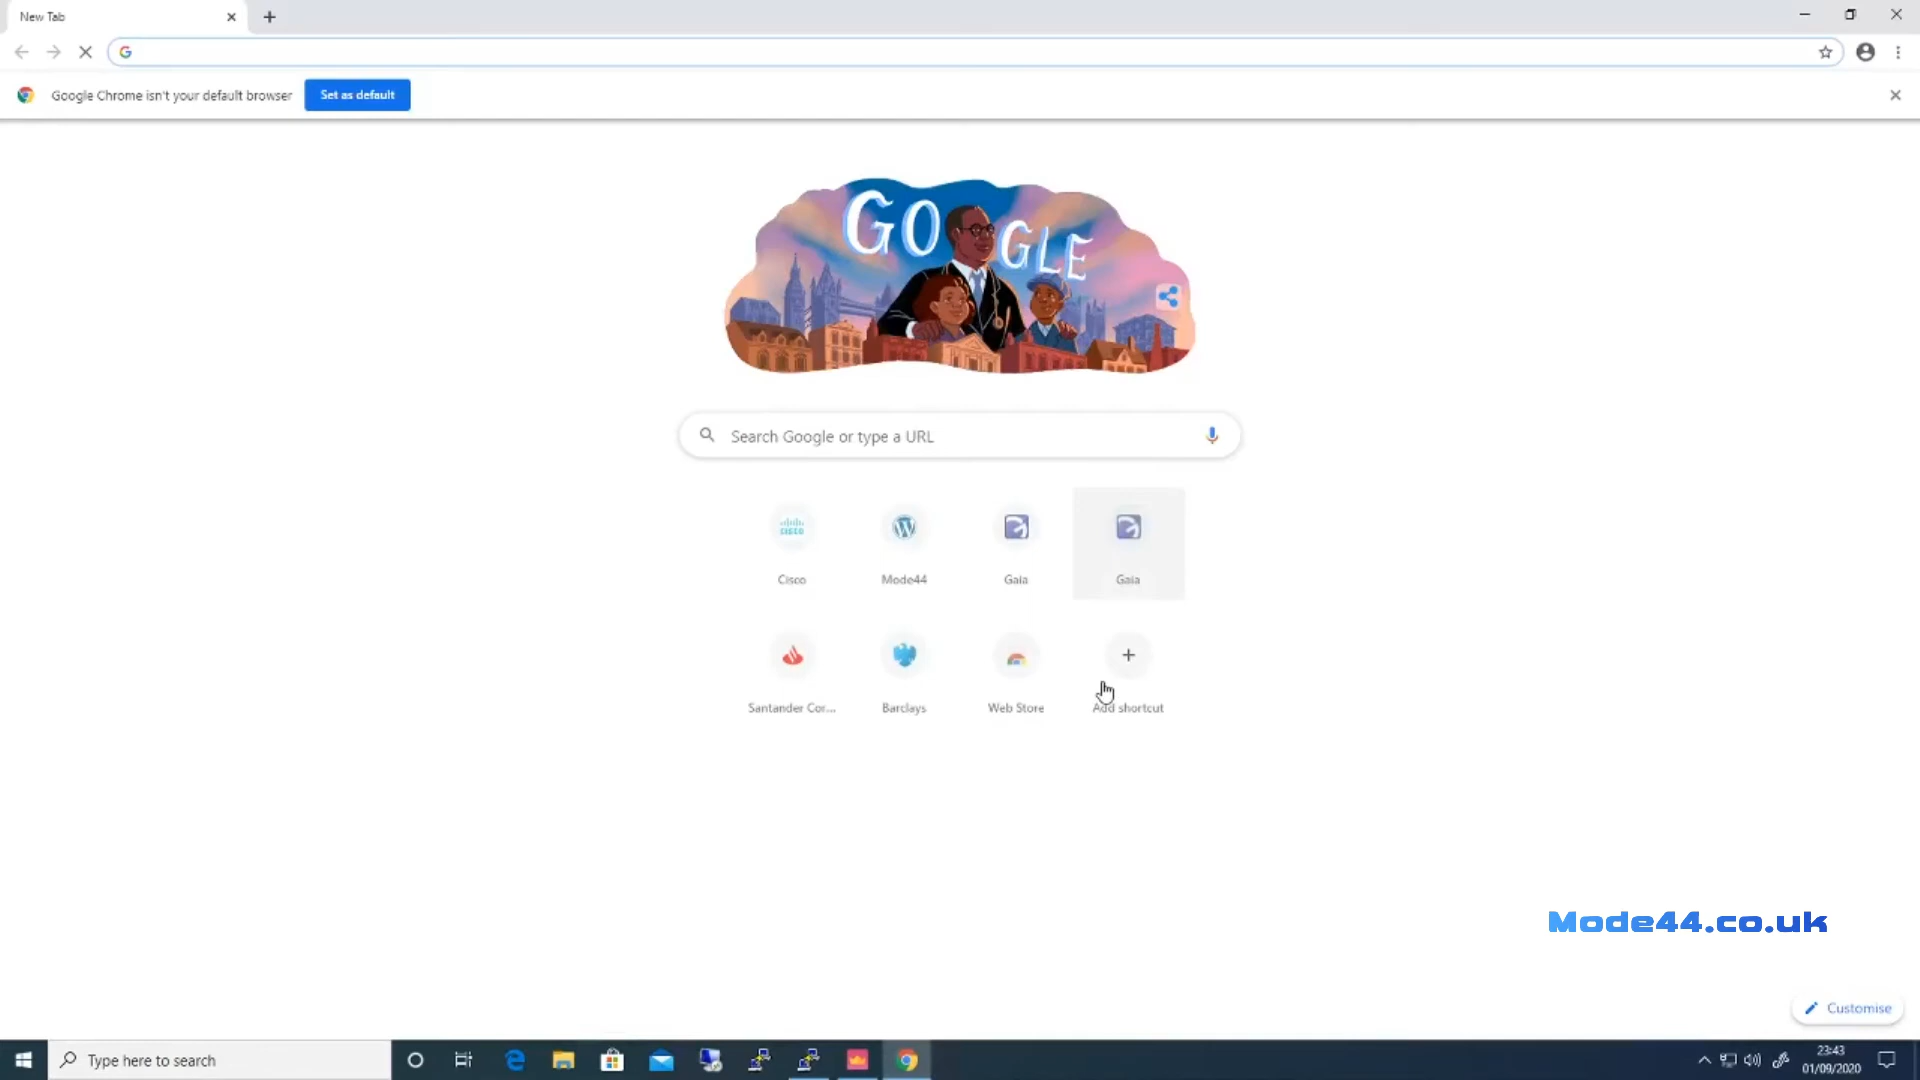 New Tab
Google Chrome isn't your default browser
Set as default
GOOGLE
Search Google or type a URL
Cisco
Mode44
Gaia
Gaia
Santander Cor...
Barclays
Web Store
Add shortcut
Mode44.co.uk
Customise
Type here to search
23:43
01/09/2020